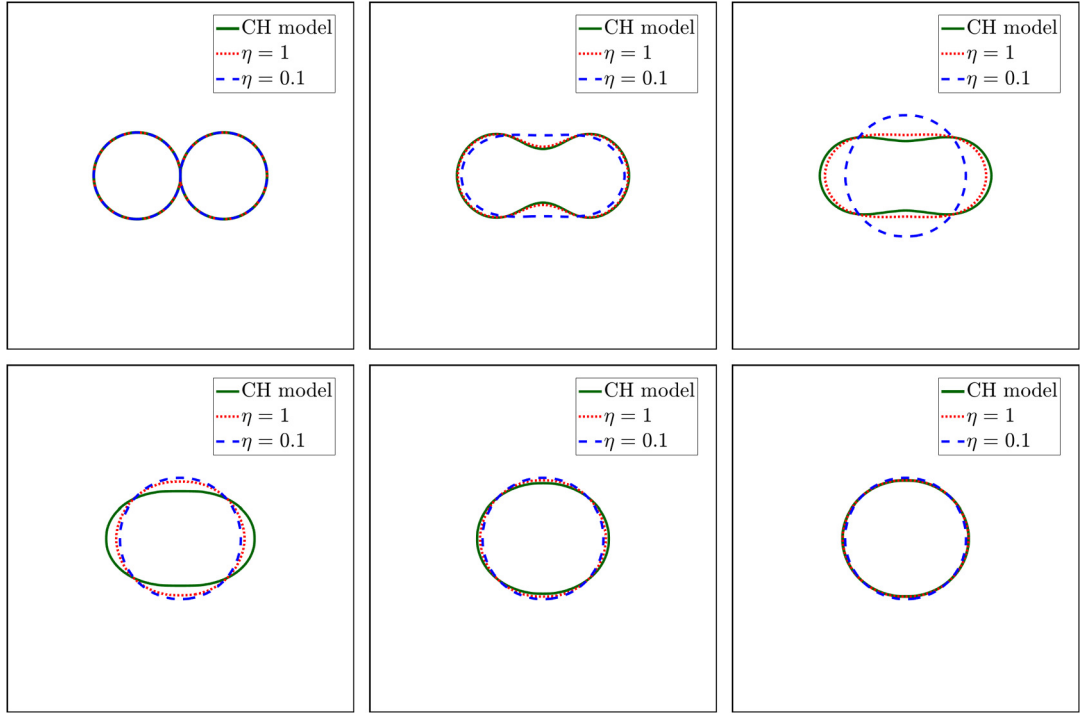 CH model
η = 1
η = 0.1
CH model
η = 1
η = 0.1
CH model
η = 1
η = 0.1
CH model
η = 1
η = 0.1
CH model
η = 1
η = 0.1
CH model
η = 1
η = 0.1